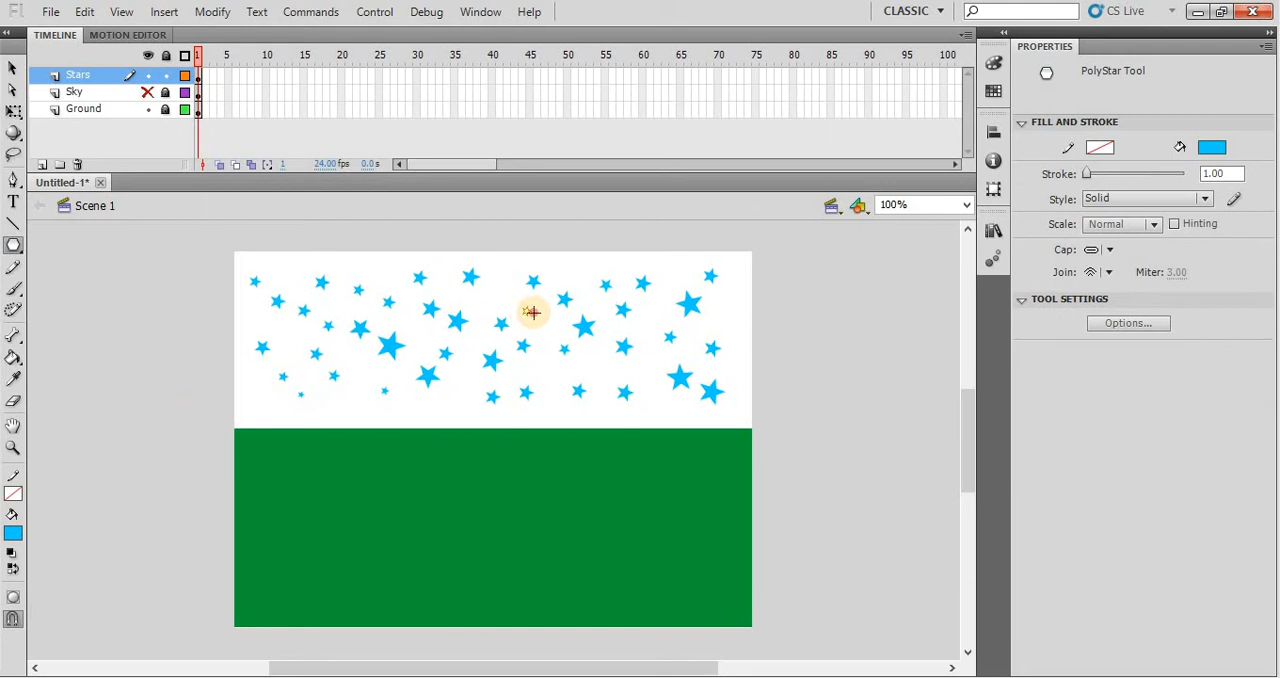 Fl File Edit View Insert Modify Text Commands Control Debug Window Help CLASSIC CS Live
TIMELINE MOTION EDITOR
1 5 10 15 20 25 30 35 40 45 50 55 60 65 70 75 80 85 90 95 100
Stars
Sky
Ground
1 24.00 fps 0.0 s
Untitled-1*
Scene 1 100%
PROPERTIES
PolyStar Tool
FILL AND STROKE
Stroke: 1.00
Style: Solid
Scale: Normal Hinting
Cap:
Join: Miter: 3.00
TOOL SETTINGS
Options...
T